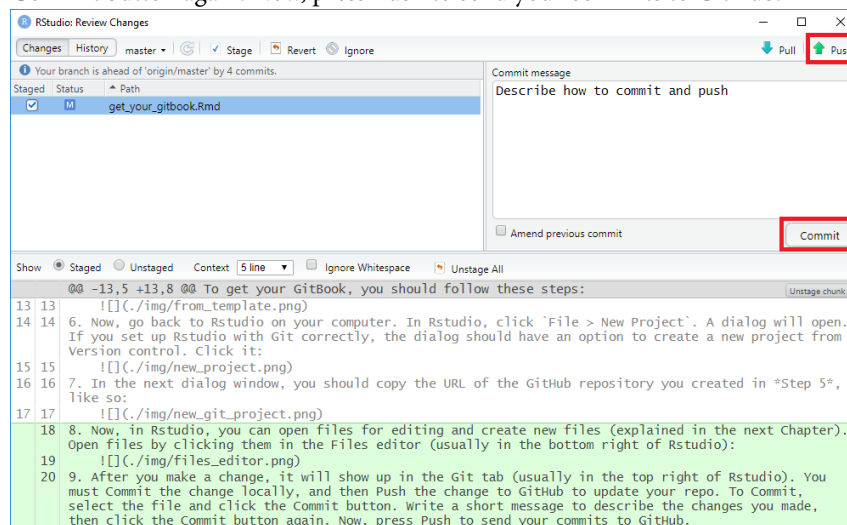 RStudio: Review Changes
Changes History master Stage Revert Ignore Pull
Your branch is ahead of 'origin/master' by 4 commits.
Staged Status Path
M get_your_gitbook.Rmd
Commit message
Describe how to commit and push
Amend previous commit Commit
Show Staged Unstaged Context 5 line Ignore Whitespace Unstage All
@@ -13,5 +13,8 @@ To get your GitBook, you should follow these steps: Unstage chunk
13 13 ![](./img/from_template.png)
14 14 6. Now, go back to Rstudio on your computer. In Rstudio, click `File > New Project`. A dialog will open.
If you set up Rstudio with Git correctly, the dialog should have an option to create a new project from
Version control. Click it:
15 15 ![](./img/new_project.png)
16 16 7. In the next dialog window, you should copy the URL of the GitHub repository you created in *Step 5*,
like so:
17 17 ![](./img/new_git_project.png)
18 8. Now, in Rstudio, you can open files for editing and create new files (explained in the next Chapter).
Open files by clicking them in the Files editor (usually in the bottom right of Rstudio):
19 ![](./img/files_editor.png)
20 9. After you make a change, it will show up in the Git tab (usually in the top right of Rstudio). You
must Commit the change locally, and then Push the change to GitHub to update your repo. To Commit,
select the file and click the Commit button. Write a short message to describe the changes you made,
then click the Commit button again. Now, press Push to send your commits to GitHub.